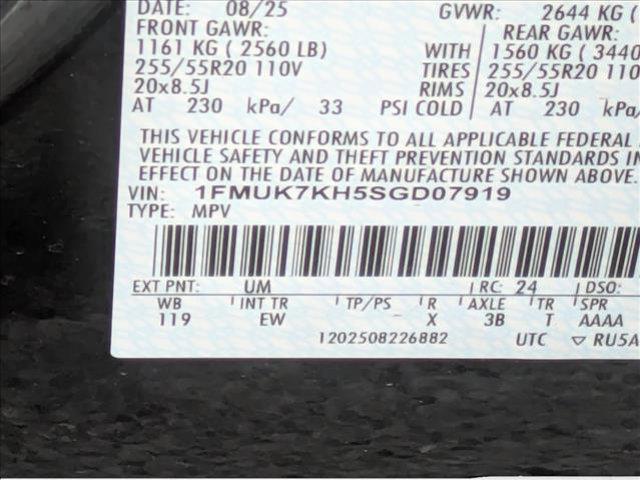 DATE: 08/25 GVWR: 2644 KG (
FRONT GAWR: REAR GAWR:
1161 KG ( 2560 LB) WITH 1560 KG ( 3440
255/55R20 110V TIRES 255/55R20 110
20x8.5J RIMS 20x8.5J
AT 230 kPa/ 33 PSI COLD AT 230 kPa/
THIS VEHICLE CONFORMS TO ALL APPLICABLE FEDERAL
VEHICLE SAFETY AND THEFT PREVENTION STANDARDS IN
EFFECT ON THE DATE OF MANUFACTURE SHOWN ABOVE.
VIN: 1FMUK7KH5SGD07919
TYPE: MPV
EXT PNT: UM RC: 24 DSO:
WB INT TR TP/PS R AXLE TR SPR
119 EW X 3B T AAAA
1202508226882 UTC ▽ RU5A